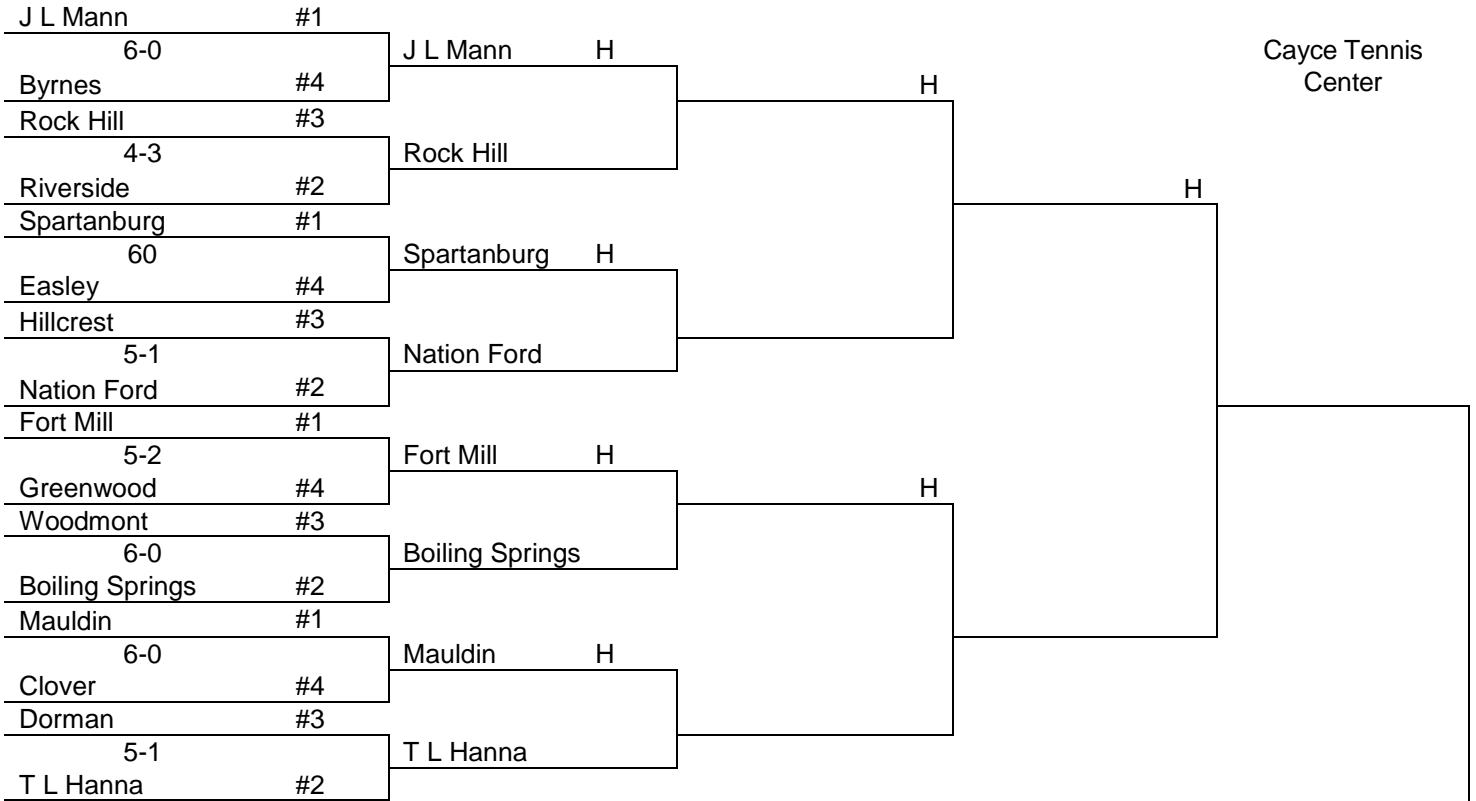 J L Mann #1
6-0 J L Mann H Cayce Tennis
Byrnes #4 H Center
Rock Hill #3
4-3 Rock Hill
Riverside #2 H
Spartanburg #1
60 Spartanburg H
Easley #4
Hillcrest #3
5-1 Nation Ford
Nation Ford #2
Fort Mill #1
5-2 Fort Mill H
Greenwood #4 H
Woodmont #3
6-0 Boiling Springs
Boiling Springs #2
Mauldin #1
6-0 Mauldin H
Clover #4
Dorman #3
5-1 T L Hanna
T L Hanna #2